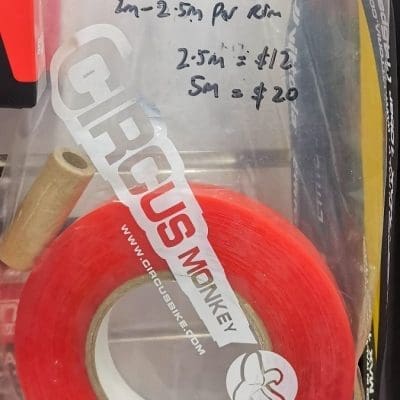 2m - 2.5m per rim
2.5m = $12
5m = $20
CIRCUS
MONKEY
WWW.CIRCUSBIKE.COM